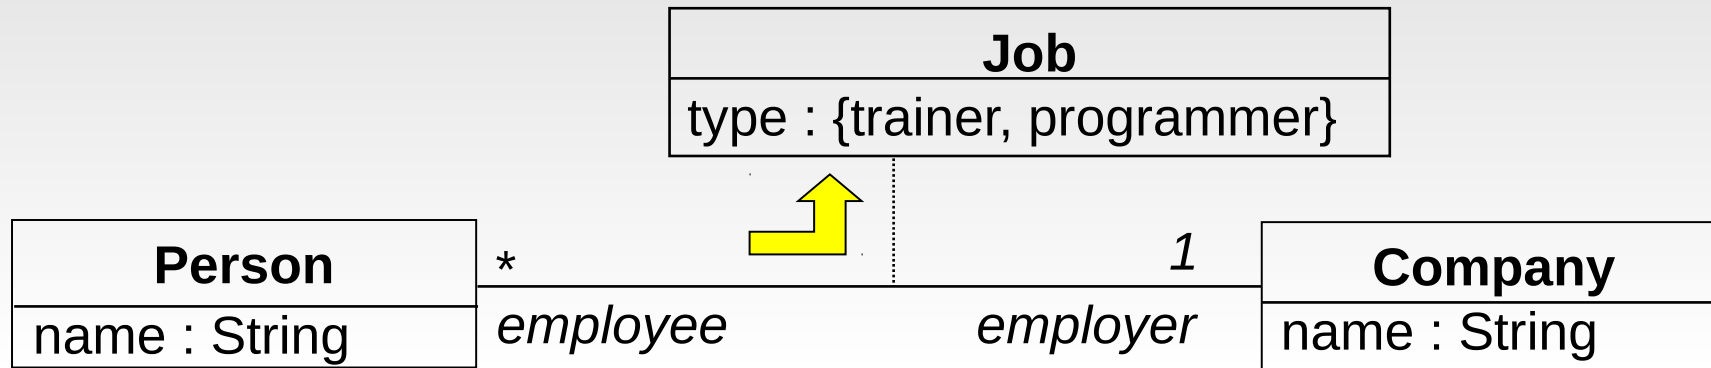 Job
type : {trainer, programmer}
Person
name : String
*
employee
1
employer
Company
name : String